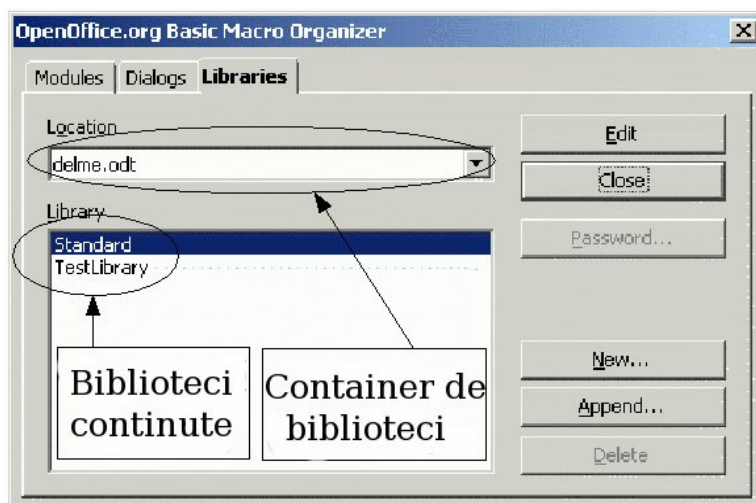 OpenOffice.org Basic Macro Organizer
Modules Dialogs Libraries
Location
delme.odt
Edit
Close
Library
Password...
Standard
TestLibrary
Biblioteci
continute
Container de
biblioteci
New...
Append...
Delete